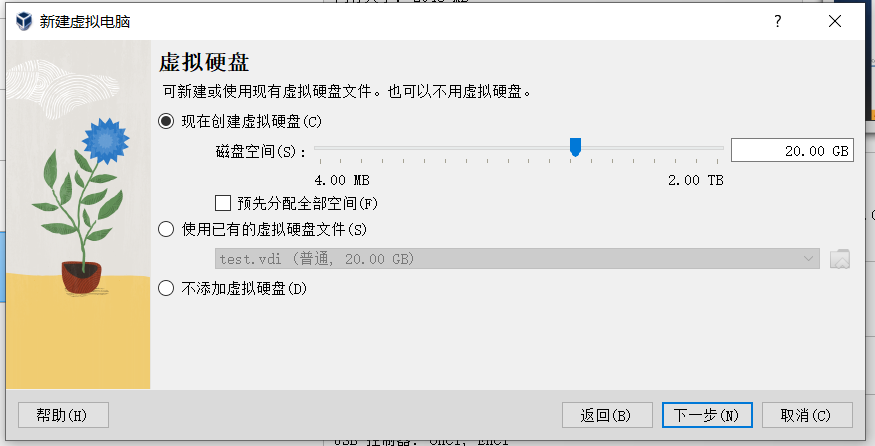 新建虚拟电脑
?
虚拟硬盘
可新建或使用现有虚拟硬盘文件。也可以不用虚拟硬盘。
现在创建虚拟硬盘(C)
磁盘空间(S): 20.00 GB
4.00 MB 2.00 TB
预先分配全部空间(F)
使用已有的虚拟硬盘文件(S)
test.vdi (普通, 20.00 GB)
不添加虚拟硬盘(D)
帮助(H) 返回(B) 下一步(N) 取消(C)